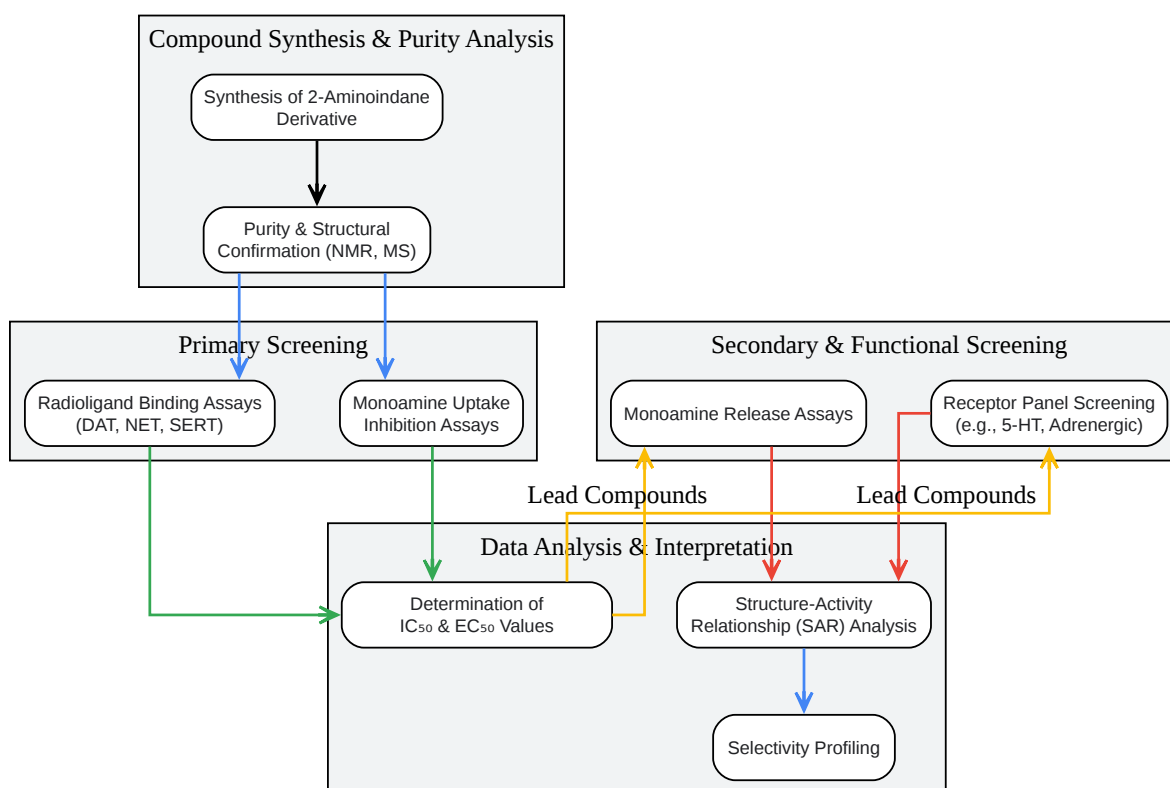 Compound Synthesis & Purity Analysis
Synthesis of 2-Aminoindane
Derivative
Purity & Structural
Confirmation (NMR, MS)
Primary Screening
Radioligand Binding Assays
(DAT, NET, SERT)
Monoamine Uptake
Inhibition Assays
Secondary & Functional Screening
Monoamine Release Assays
Receptor Panel Screening
(e.g., 5-HT, Adrenergic)
Lead Compounds
Lead Compounds
Data Analysis & Interpretation
Determination of
IC₅₀ & EC₅₀ Values
Structure-Activity
Relationship (SAR) Analysis
Selectivity Profiling